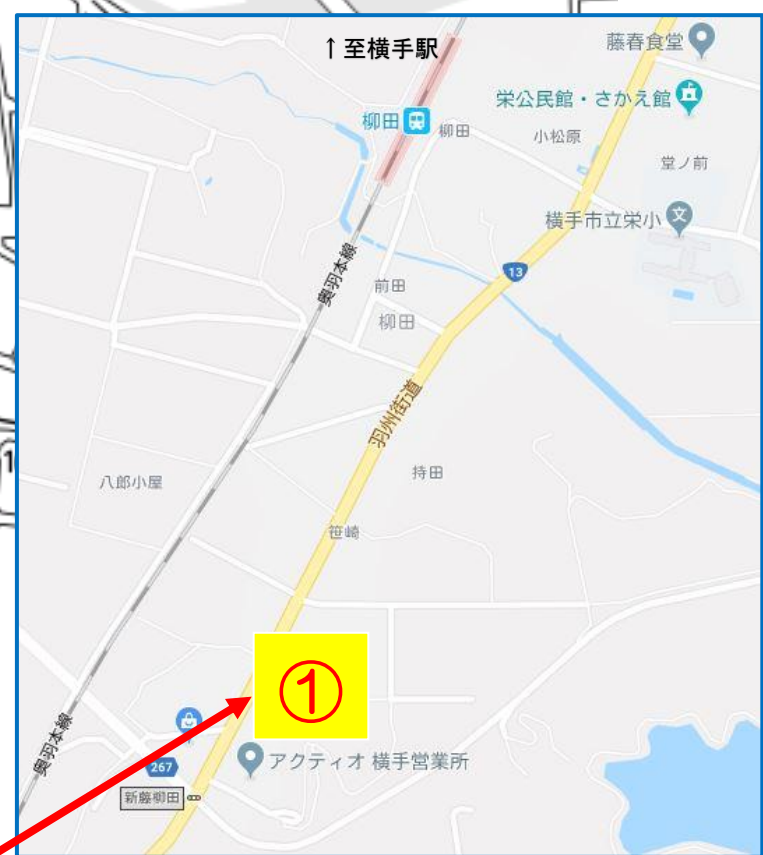 ↑至横手駅
藤春食堂
栄公民館・さかえ館
柳田
柳田
小松原
堂ノ前
横手市立栄小
文
13
奥羽本線
前田
柳田
羽州街道
持田
八郎小屋
笹崎
①
奥羽本線
267
アクティオ 横手営業所
新藤柳田
1